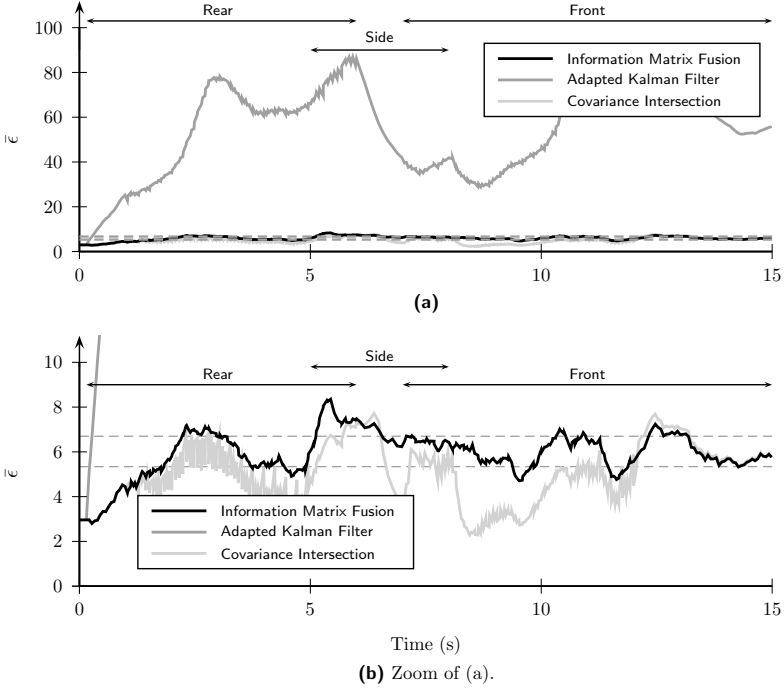 Rear
Front
Side
100
80
60
40
20
0
ϵ̄
Information Matrix Fusion
Adapted Kalman Filter
Covariance Intersection
0 5 10 15
(a)
Side
Rear
Front
10
8
6
4
2
0
ϵ̄
Information Matrix Fusion
Adapted Kalman Filter
Covariance Intersection
0 5 10 15
Time (s)
(b) Zoom of (a).